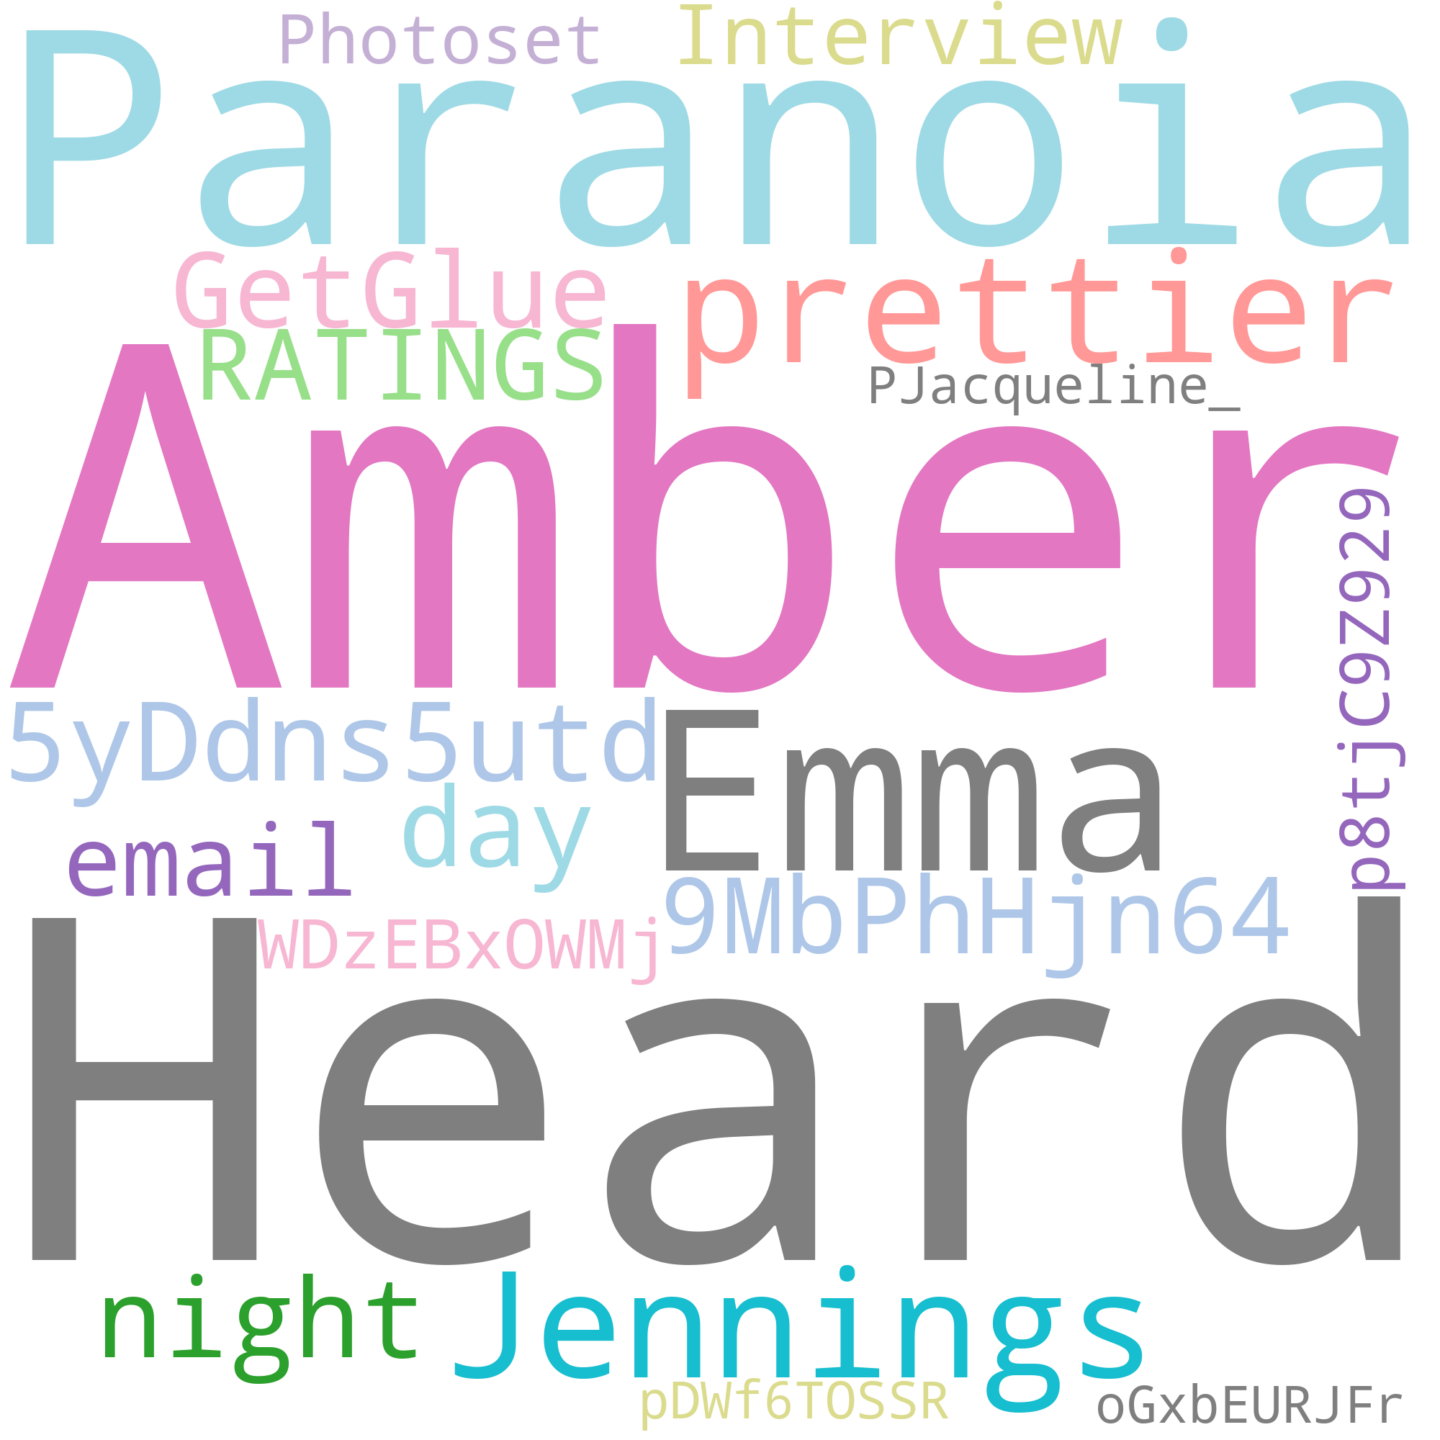 Photoset Interview
Paranoia
GetGlue prettier
RATINGS PJacqueline_
Amber
p8tjC9Z929
5yDdns5utd Emma
email day
WDzEBxOWMj 9MbPhHjn64
Heard
night Jennings
pDWf6TOSSR oGxbEURJFr